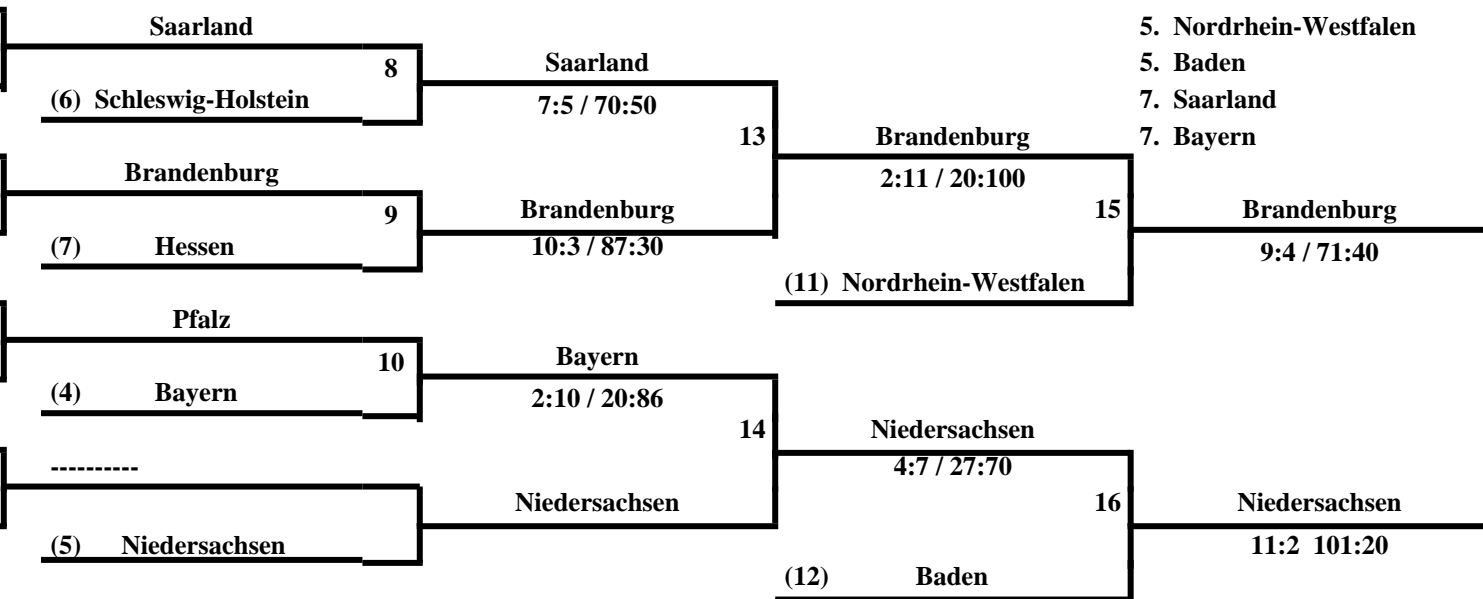 Saarland
5. Nordrhein-Westfalen
8
Saarland
5. Baden
(6) Schleswig-Holstein
7:5 / 70:50
7. Saarland
13
Brandenburg
7. Bayern
Brandenburg
2:11 / 20:100
9
Brandenburg
15
Brandenburg
(7) Hessen
10:3 / 87:30
9:4 / 71:40
(11) Nordrhein-Westfalen
Pfalz
10
Bayern
(4) Bayern
2:10 / 20:86
14
Niedersachsen
----------
4:7 / 27:70
Niedersachsen
16
Niedersachsen
(5) Niedersachsen
11:2 101:20
(12) Baden